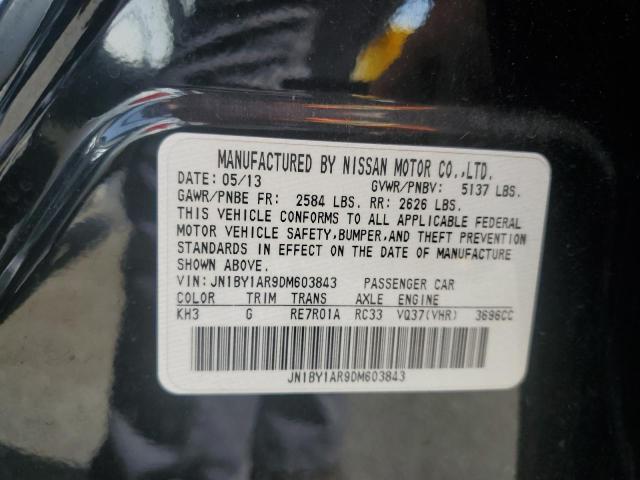 MANUFACTURED BY NISSAN MOTOR CO.,LTD.
DATE: 05/13 GVWR/PNBV: 5137 LBS.
GAWR/PNBE FR: 2584 LBS. RR: 2626 LBS.
THIS VEHICLE CONFORMS TO ALL APPLICABLE FEDERAL
MOTOR VEHICLE SAFETY,BUMPER,AND THEFT PREVENTION
STANDARDS IN EFFECT ON THE DATE OF MANUFACTURE
SHOWN ABOVE.
VIN: JN1BY1AR9DM603843 PASSENGER CAR
COLOR TRIM TRANS AXLE ENGINE
KH3 G RE7R01A RC33 VQ37(VHR) 3696CC
JN1BY1AR9DM603843